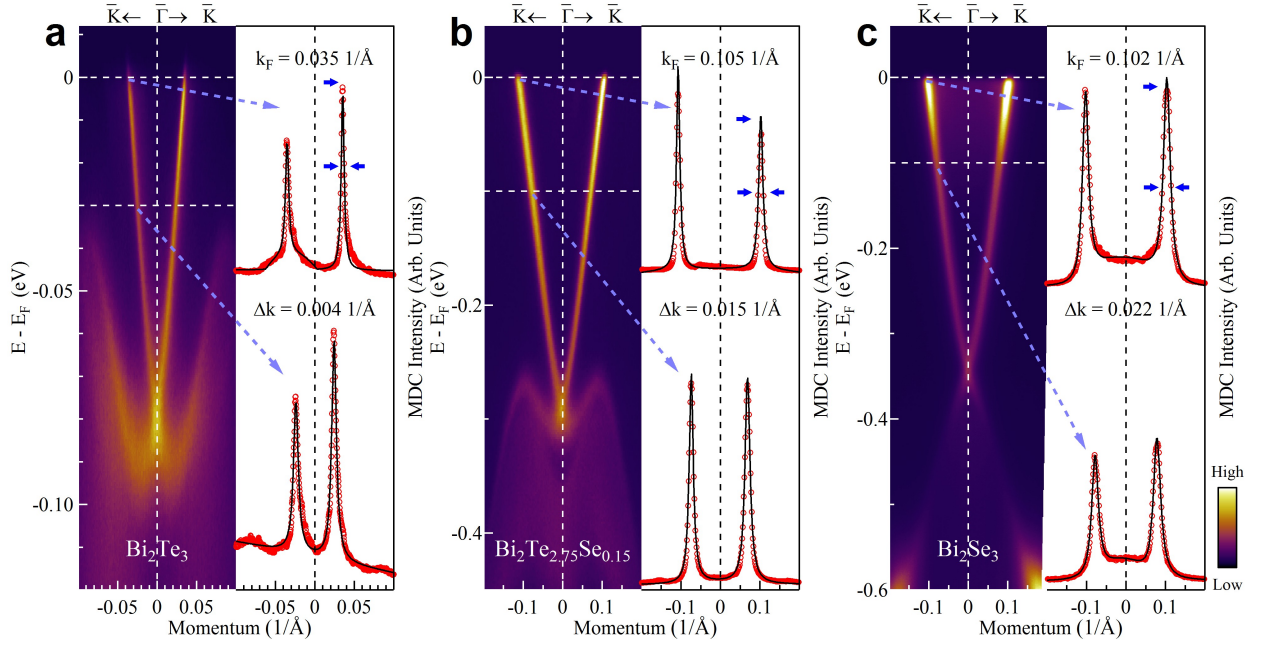 a
K̅ ← Γ̅ → K̅
k_F = 0.035 1/Å
0
-0.05
-0.10
E - E_F (eV)
Δk = 0.004 1/Å
Bi₂Te₃
-0.05 0 0.05
-0.05 0 0.05
Momentum (1/Å)
MDC Intensity (Arb. Units)
b
K̅ ← Γ̅ → K̅
k_F = 0.105 1/Å
0
-0.2
-0.4
E - E_F (eV)
Δk = 0.015 1/Å
Bi₂Te₂.₇₅Se₀.₁₅
-0.1 0 0.1
-0.1 0 0.1
Momentum (1/Å)
MDC Intensity (Arb. Units)
c
K̅ ← Γ̅ → K̅
k_F = 0.102 1/Å
0
-0.2
-0.4
-0.6
E - E_F (eV)
Δk = 0.022 1/Å
Bi₂Se₃
-0.1 0 0.1
-0.1 0 0.1
Momentum (1/Å)
MDC Intensity (Arb. Units)
High
Low